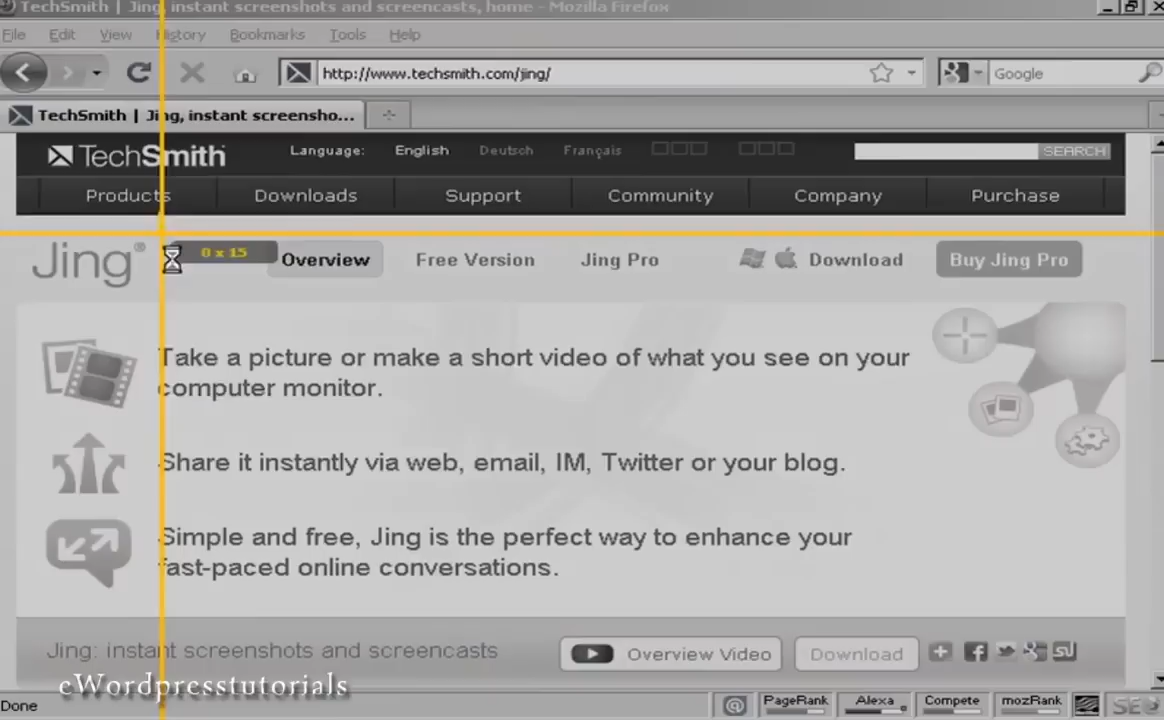 TechSmith | Jing, instant screenshots and screencasts, home - Mozilla Firefox
File Edit View History Bookmarks Tools Help
http://www.techsmith.com/jing/ Google
TechSmith | Jing, instant screensho...
TechSmith Language: English Deutsch Français SEARCH
Products Downloads Support Community Company Purchase
Jing® 0 x 15 Overview Free Version Jing Pro Download Buy Jing Pro
Take a picture or make a short video of what you see on your
computer monitor.
Share it instantly via web, email, IM, Twitter or your blog.
Simple and free, Jing is the perfect way to enhance your
fast-paced online conversations.
Jing: instant screenshots and screencasts Overview Video Download
eWordpresstutorials
Done PageRank Alexa Compete mozRank